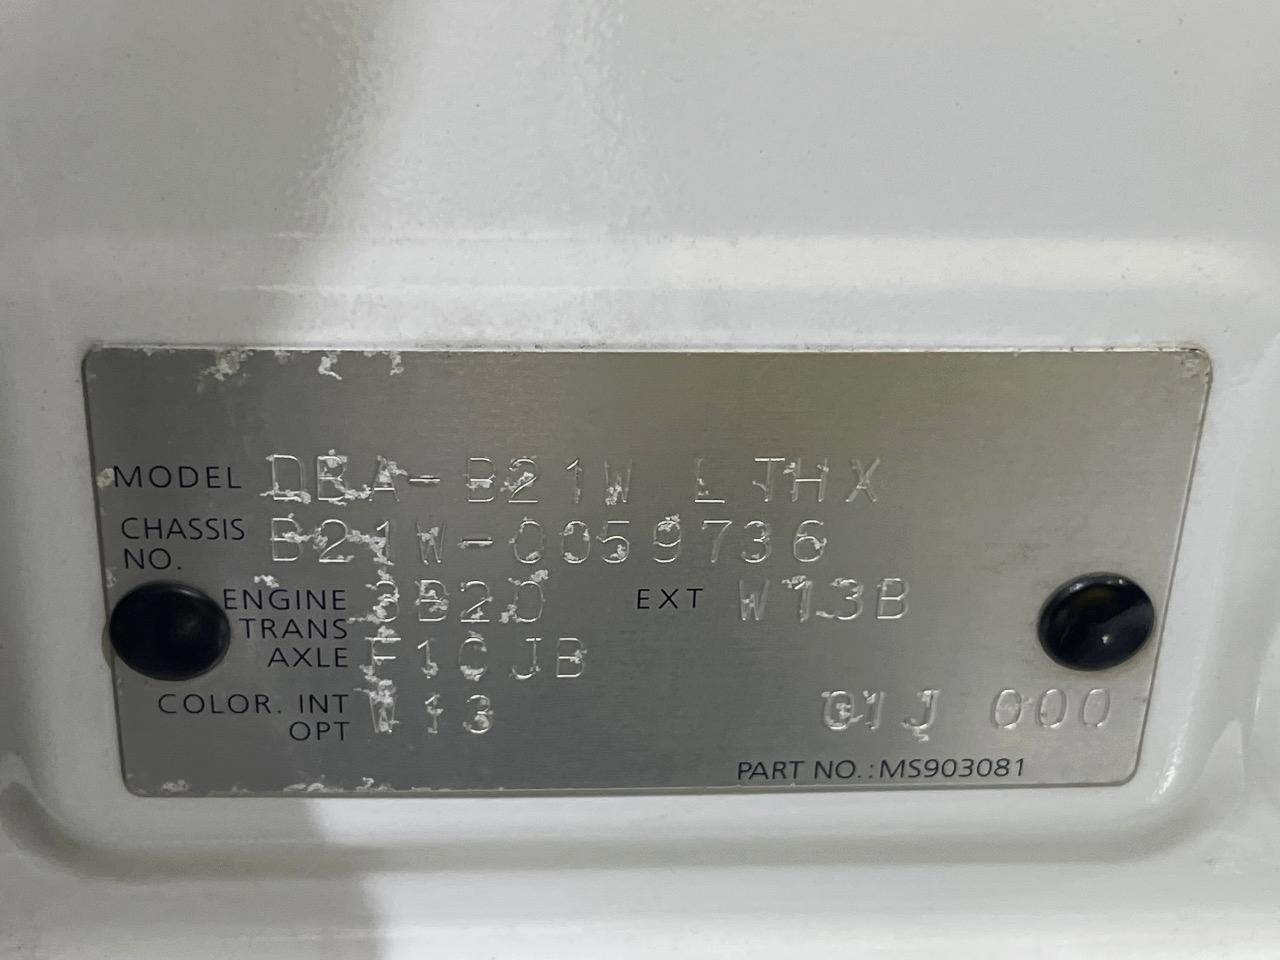 MODEL DBA-B21W LTHX
CHASSIS NO. B21W-0059736
ENGINE 3B20 EXT W13B
TRANS AXLE F1CJB
COLOR. INT OPT W13 01J 000
PART NO.:MS903081